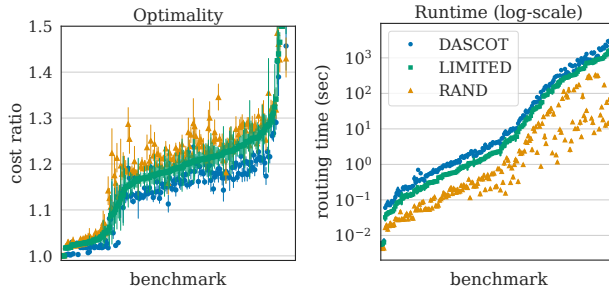 Optimality
cost ratio
1.5
1.4
1.3
1.2
1.1
1.0
benchmark
Runtime (log-scale)
routing time (sec)
10³
10²
10¹
10⁰
10⁻¹
10⁻²
DASCOT
LIMITED
RAND
benchmark